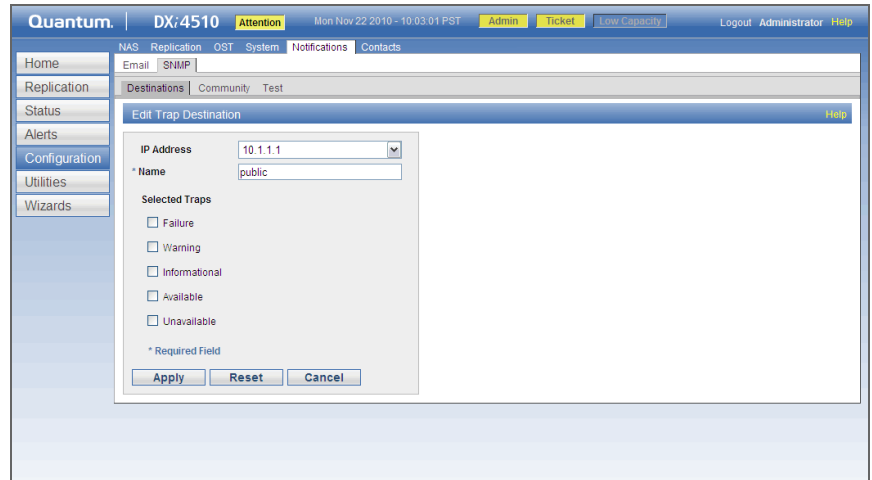 Quantum. DXi4510 Attention Mon Nov 22 2010 - 10:03:01 PST Admin Ticket Low Capacity Logout Administrator Help
NAS Replication OST System Notifications Contacts
Home
Email SNMP
Replication
Destinations Community Test
Status
Edit Trap Destination Help
Alerts
Configuration
Utilities
Wizards
IP Address 10.1.1.1
* Name public
Selected Traps
Failure
Warning
Informational
Available
Unavailable
* Required Field
Apply Reset Cancel